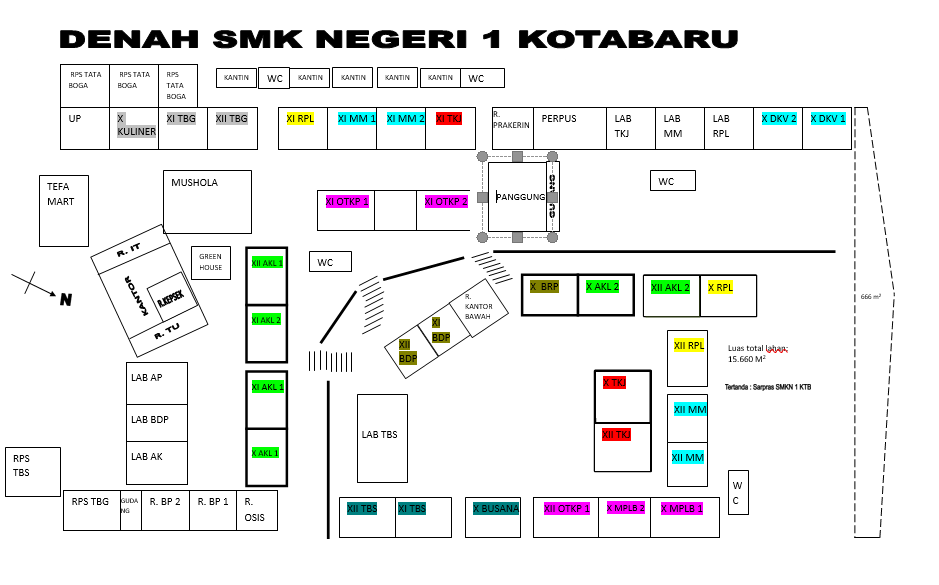 DENAH SMK NEGERI 1 KOTABARU
RPS TATA
BOGA
RPS TATA
BOGA
RPS
TATA
BOGA
KANTIN
WC
KANTIN
KANTIN
KANTIN
KANTIN
WC
UP
X
KULINER
XI TBG
XII TBG
XI RPL
XI MM 1
XI MM 2
XI TKJ
R.
PRAKERIN
PERPUS
LAB
TKJ
LAB
MM
LAB
RPL
X DKV 2
X DKV 1
TEFA
MART
MUSHOLA
XI OTKP 1
XI OTKP 2
PANGGUNG
WC
R. IT
KANTOR
R.KEPSEK
R. TU
GREEN
HOUSE
N
XII AKL 1
XI AKL 2
WC
R.
KANTOR
BAWAH
XI
BDP
XII
BDP
X BRP
X AKL 2
XII AKL 2
X RPL
666 m²
XII RPL
Luas total lahan:
15.660 M²
Tertanda : Sarpras SMKN 1 KTB
LAB AP
LAB BDP
LAB AK
XI AKL 1
X AKL 1
LAB TBS
X TKJ
XII TKJ
XII MM
XII MM
RPS
TBS
RPS TBG
GUDA
NG
R. BP 2
R. BP 1
R.
OSIS
XII TBS
XI TBS
X BUSANA
XII OTKP 1
X MPLB 2
X MPLB 1
W
C